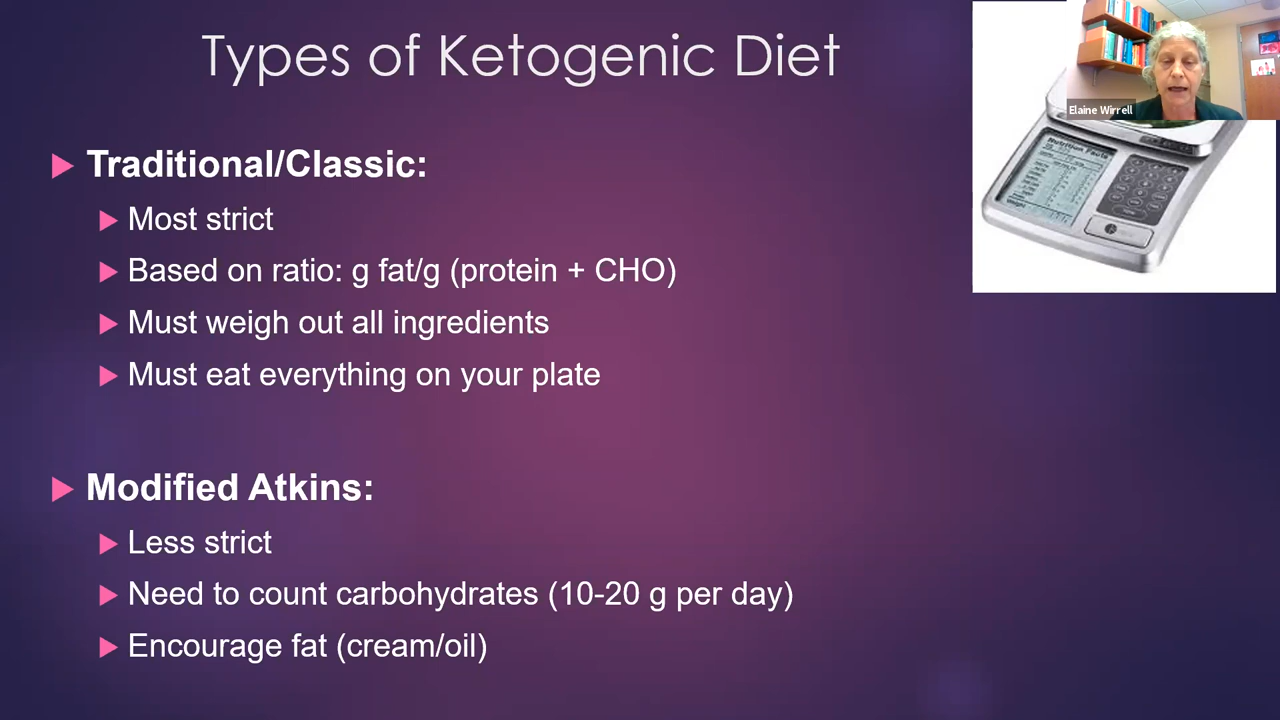 Types of Ketogenic Diet
Elaine Wirrell
Nutrition Facts
Traditional/Classic:
Most strict
Based on ratio: g fat/g (protein + CHO)
Must weigh out all ingredients
Must eat everything on your plate
Modified Atkins:
Less strict
Need to count carbohydrates (10-20 g per day)
Encourage fat (cream/oil)